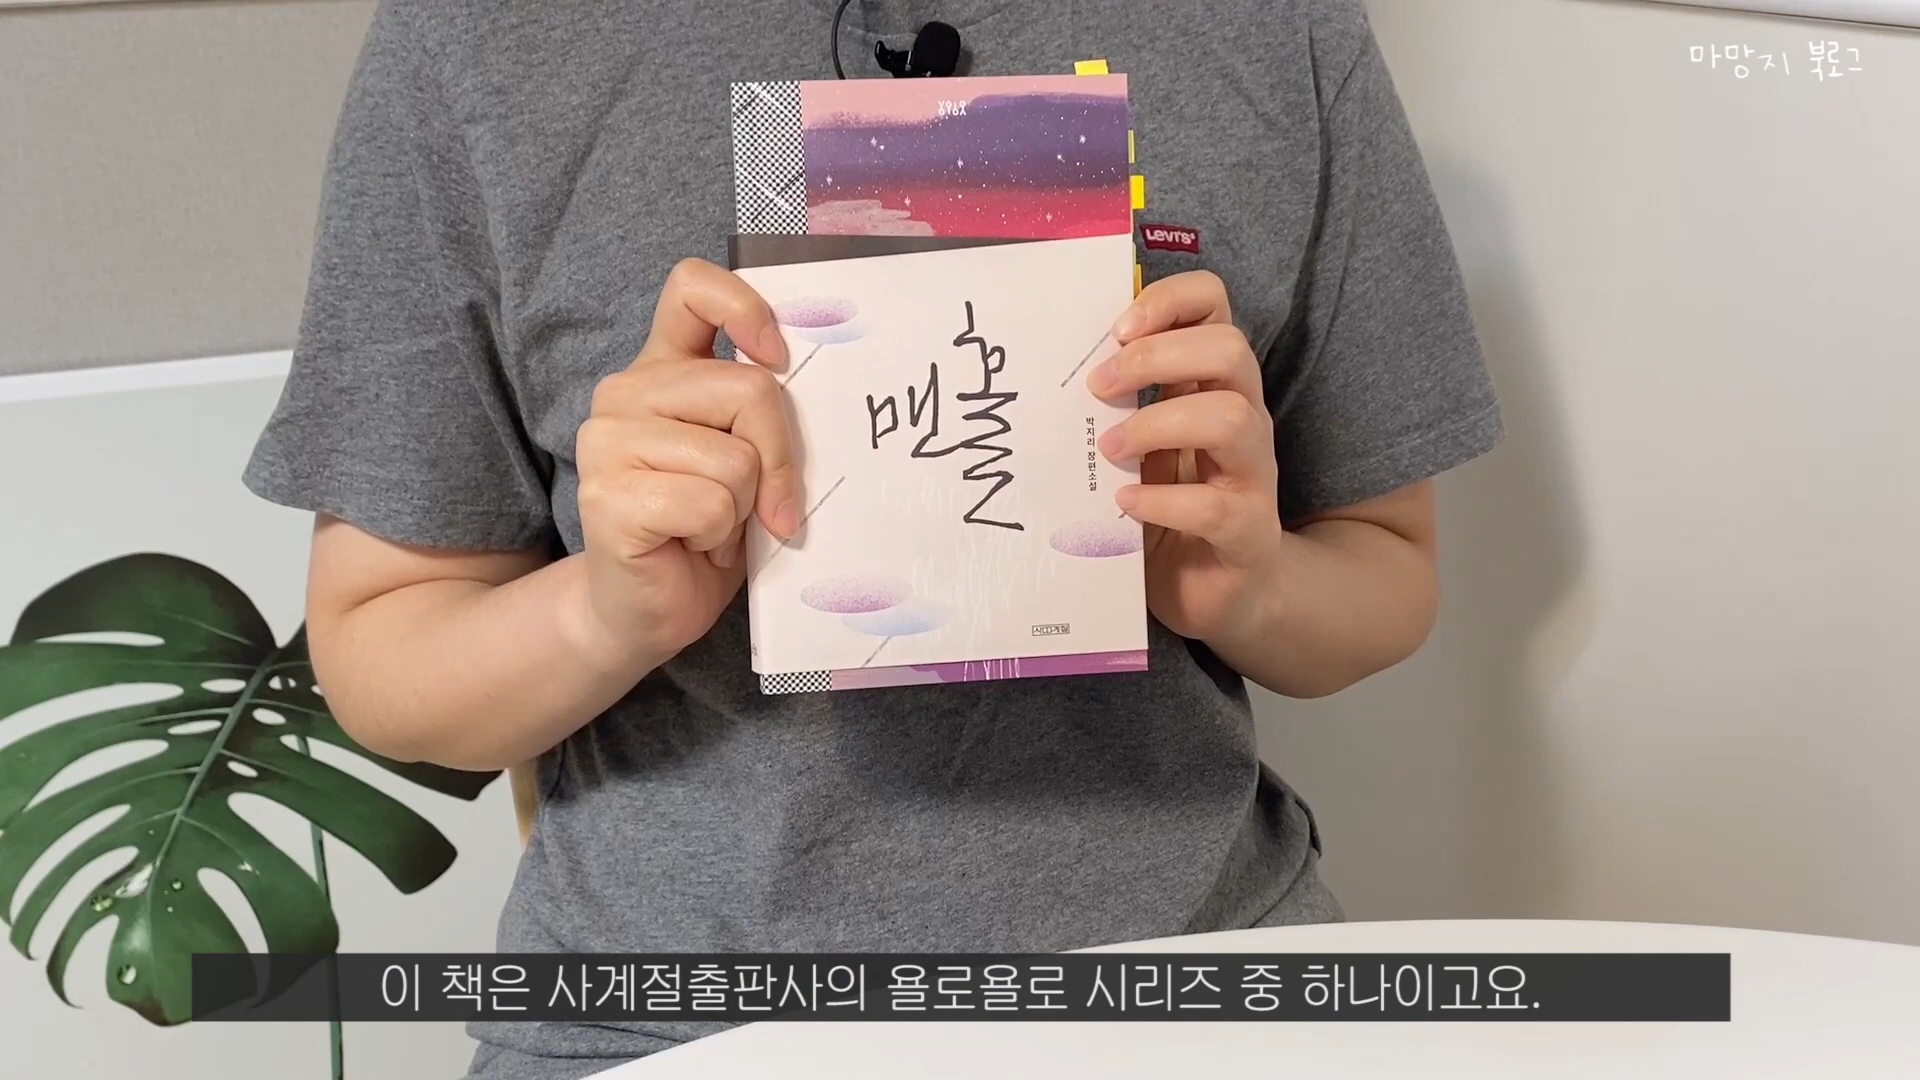 마망지 북로그
YOLO
LEVI'S
맨홀
박지리 장편소설
사계절
이 책은 사계절출판사의 욜로욜로 시리즈 중 하나이고요.